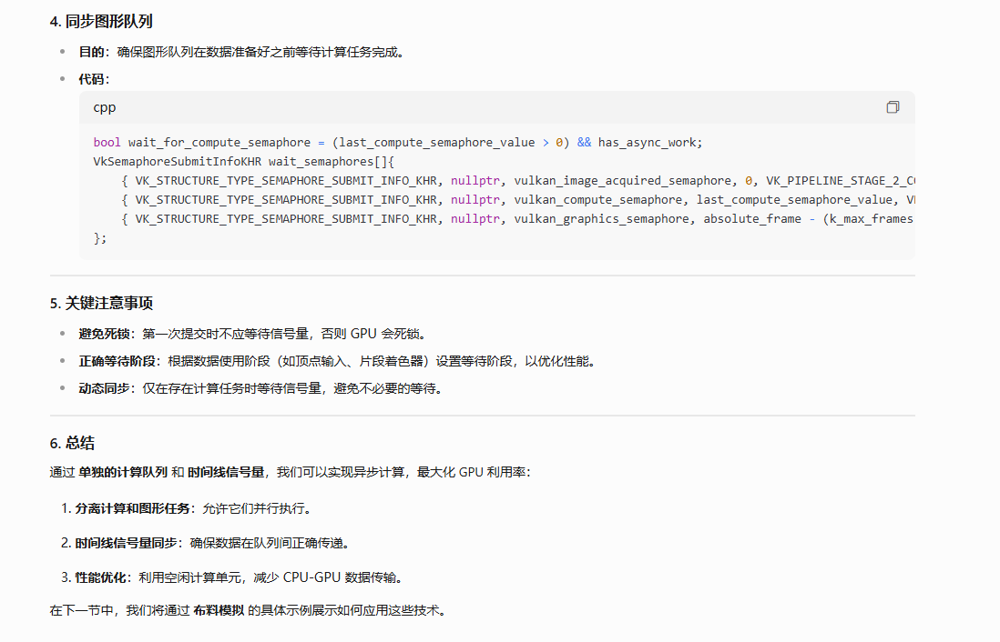 4. 同步图形队列
目的：确保图形队列在数据准备好之前等待计算任务完成。
代码：
cpp
bool wait_for_compute_semaphore = (last_compute_semaphore_value > 0) && has_async_work;
VkSemaphoreSubmitInfoKHR wait_semaphores[]{
{ VK_STRUCTURE_TYPE_SEMAPHORE_SUBMIT_INFO_KHR, nullptr, vulkan_image_acquired_semaphore, 0, VK_PIPELINE_STAGE_2_C
{ VK_STRUCTURE_TYPE_SEMAPHORE_SUBMIT_INFO_KHR, nullptr, vulkan_compute_semaphore, last_compute_semaphore_value, V
{ VK_STRUCTURE_TYPE_SEMAPHORE_SUBMIT_INFO_KHR, nullptr, vulkan_graphics_semaphore, absolute_frame - (k_max_frames
};
5. 关键注意事项
避免死锁：第一次提交时不应等待信号量，否则 GPU 会死锁。
正确等待阶段：根据数据使用阶段（如顶点输入、片段着色器）设置等待阶段，以优化性能。
动态同步：仅在存在计算任务时等待信号量，避免不必要的等待。
6. 总结
通过 单独的计算队列 和 时间线信号量，我们可以实现异步计算，最大化 GPU 利用率：
1. 分离计算和图形任务：允许它们并行执行。
2. 时间线信号量同步：确保数据在队列间正确传递。
3. 性能优化：利用空闲计算单元，减少 CPU-GPU 数据传输。
在下一节中，我们将通过 布料模拟 的具体示例展示如何应用这些技术。